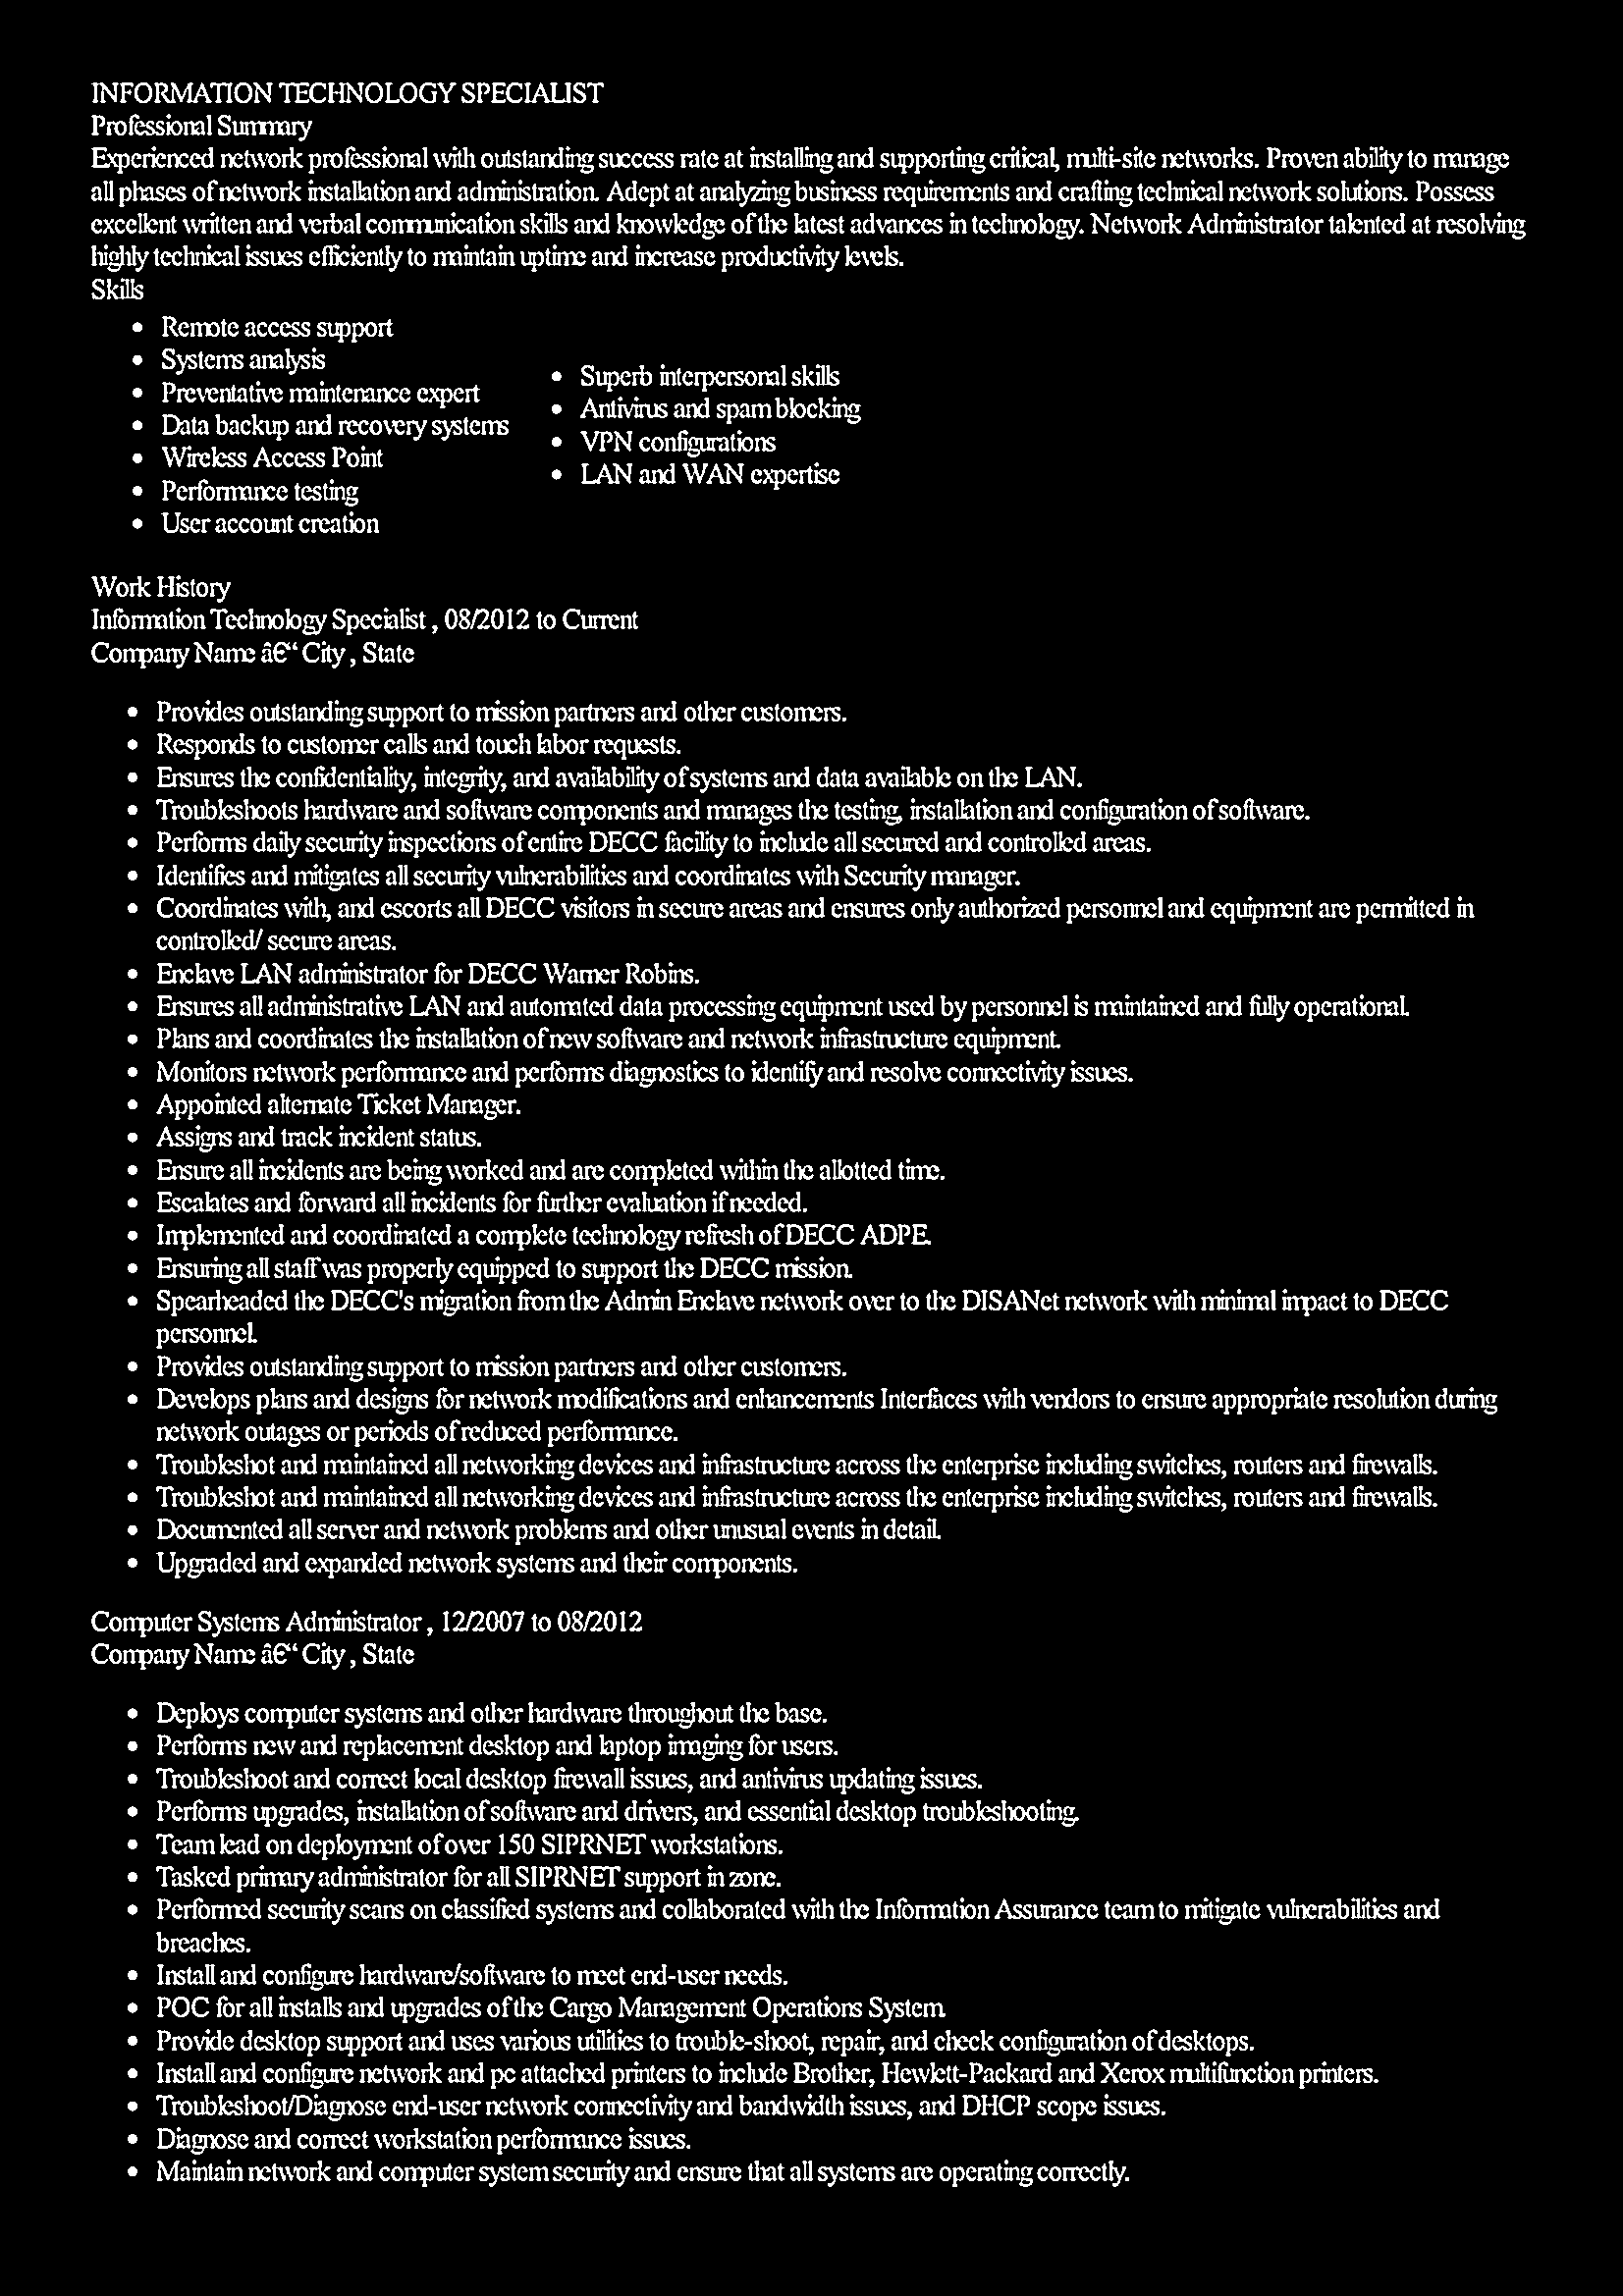 INFORMATION TECHNOLOGY SPECIALIST
Professional Summary
Experienced network professional with outstanding success rate at installing and supporting critical, multi-site networks. Proven ability to manage
all phases of network installation and administration. Adept at analyzing business requirements and crafting technical network solutions. Possess
excellent written and verbal communication skills and knowledge of the latest advances in technology. Network Administrator talented at resolving
highly technical issues efficiently to maintain uptime and increase productivity levels.
Skills
• Remote access support
• Systems analysis
• Preventative maintenance expert
• Data backup and recovery systems
• Wireless Access Point
• Performance testing
• User account creation
• Superb interpersonal skills
• Antivirus and spam blocking
• VPN configurations
• LAN and WAN expertise
Work History
Information Technology Specialist , 08/2012 to Current
Company Name â€“ City , State
• Provides outstanding support to mission partners and other customers.
• Responds to customer calls and touch labor requests.
• Ensures the confidentiality, integrity, and availability of systems and data available on the LAN.
• Troubleshoots hardware and software components and manages the testing, installation and configuration of software.
• Performs daily security inspections of entire DECC facility to include all secured and controlled areas.
• Identifies and mitigates all security vulnerabilities and coordinates with Security manager.
• Coordinates with, and escorts all DECC visitors in secure areas and ensures only authorized personnel and equipment are permitted in
controlled/ secure areas.
• Enclave LAN administrator for DECC Warner Robins.
• Ensures all administrative LAN and automated data processing equipment used by personnel is maintained and fully operational.
• Plans and coordinates the installation of new software and network infrastructure equipment.
• Monitors network performance and performs diagnostics to identify and resolve connectivity issues.
• Appointed alternate Ticket Manager.
• Assigns and track incident status.
• Ensure all incidents are being worked and are completed within the allotted time.
• Escalates and forward all incidents for further evaluation if needed.
• Implemented and coordinated a complete technology refresh of DECC ADPE.
• Ensuring all staff was properly equipped to support the DECC mission.
• Spearheaded the DECC's migration from the Admin Enclave network over to the DISANet network with minimal impact to DECC
personnel.
• Provides outstanding support to mission partners and other customers.
• Develops plans and designs for network modifications and enhancements Interfaces with vendors to ensure appropriate resolution during
network outages or periods of reduced performance.
• Troubleshot and maintained all networking devices and infrastructure across the enterprise including switches, routers and firewalls.
• Troubleshot and maintained all networking devices and infrastructure across the enterprise including switches, routers and firewalls.
• Documented all server and network problems and other unusual events in detail.
• Upgraded and expanded network systems and their components.
Computer Systems Administrator , 12/2007 to 08/2012
Company Name â€“ City , State
• Deploys computer systems and other hardware throughout the base.
• Performs new and replacement desktop and laptop imaging for users.
• Troubleshoot and correct local desktop firewall issues, and antivirus updating issues.
• Performs upgrades, installation of software and drivers, and essential desktop troubleshooting.
• Team lead on deployment of over 150 SIPRNET workstations.
• Tasked primary administrator for all SIPRNET support in zone.
• Performed security scans on classified systems and collaborated with the Information Assurance team to mitigate vulnerabilities and
breaches.
• Install and configure hardware/software to meet end-user needs.
• POC for all installs and upgrades of the Cargo Management Operations System.
• Provide desktop support and uses various utilities to trouble-shoot, repair, and check configuration of desktops.
• Install and configure network and pc attached printers to include Brother, Hewlett-Packard and Xerox multifunction printers.
• Troubleshoot/Diagnose end-user network connectivity and bandwidth issues, and DHCP scope issues.
• Diagnose and correct workstation performance issues.
• Maintain network and computer system security and ensure that all systems are operating correctly.